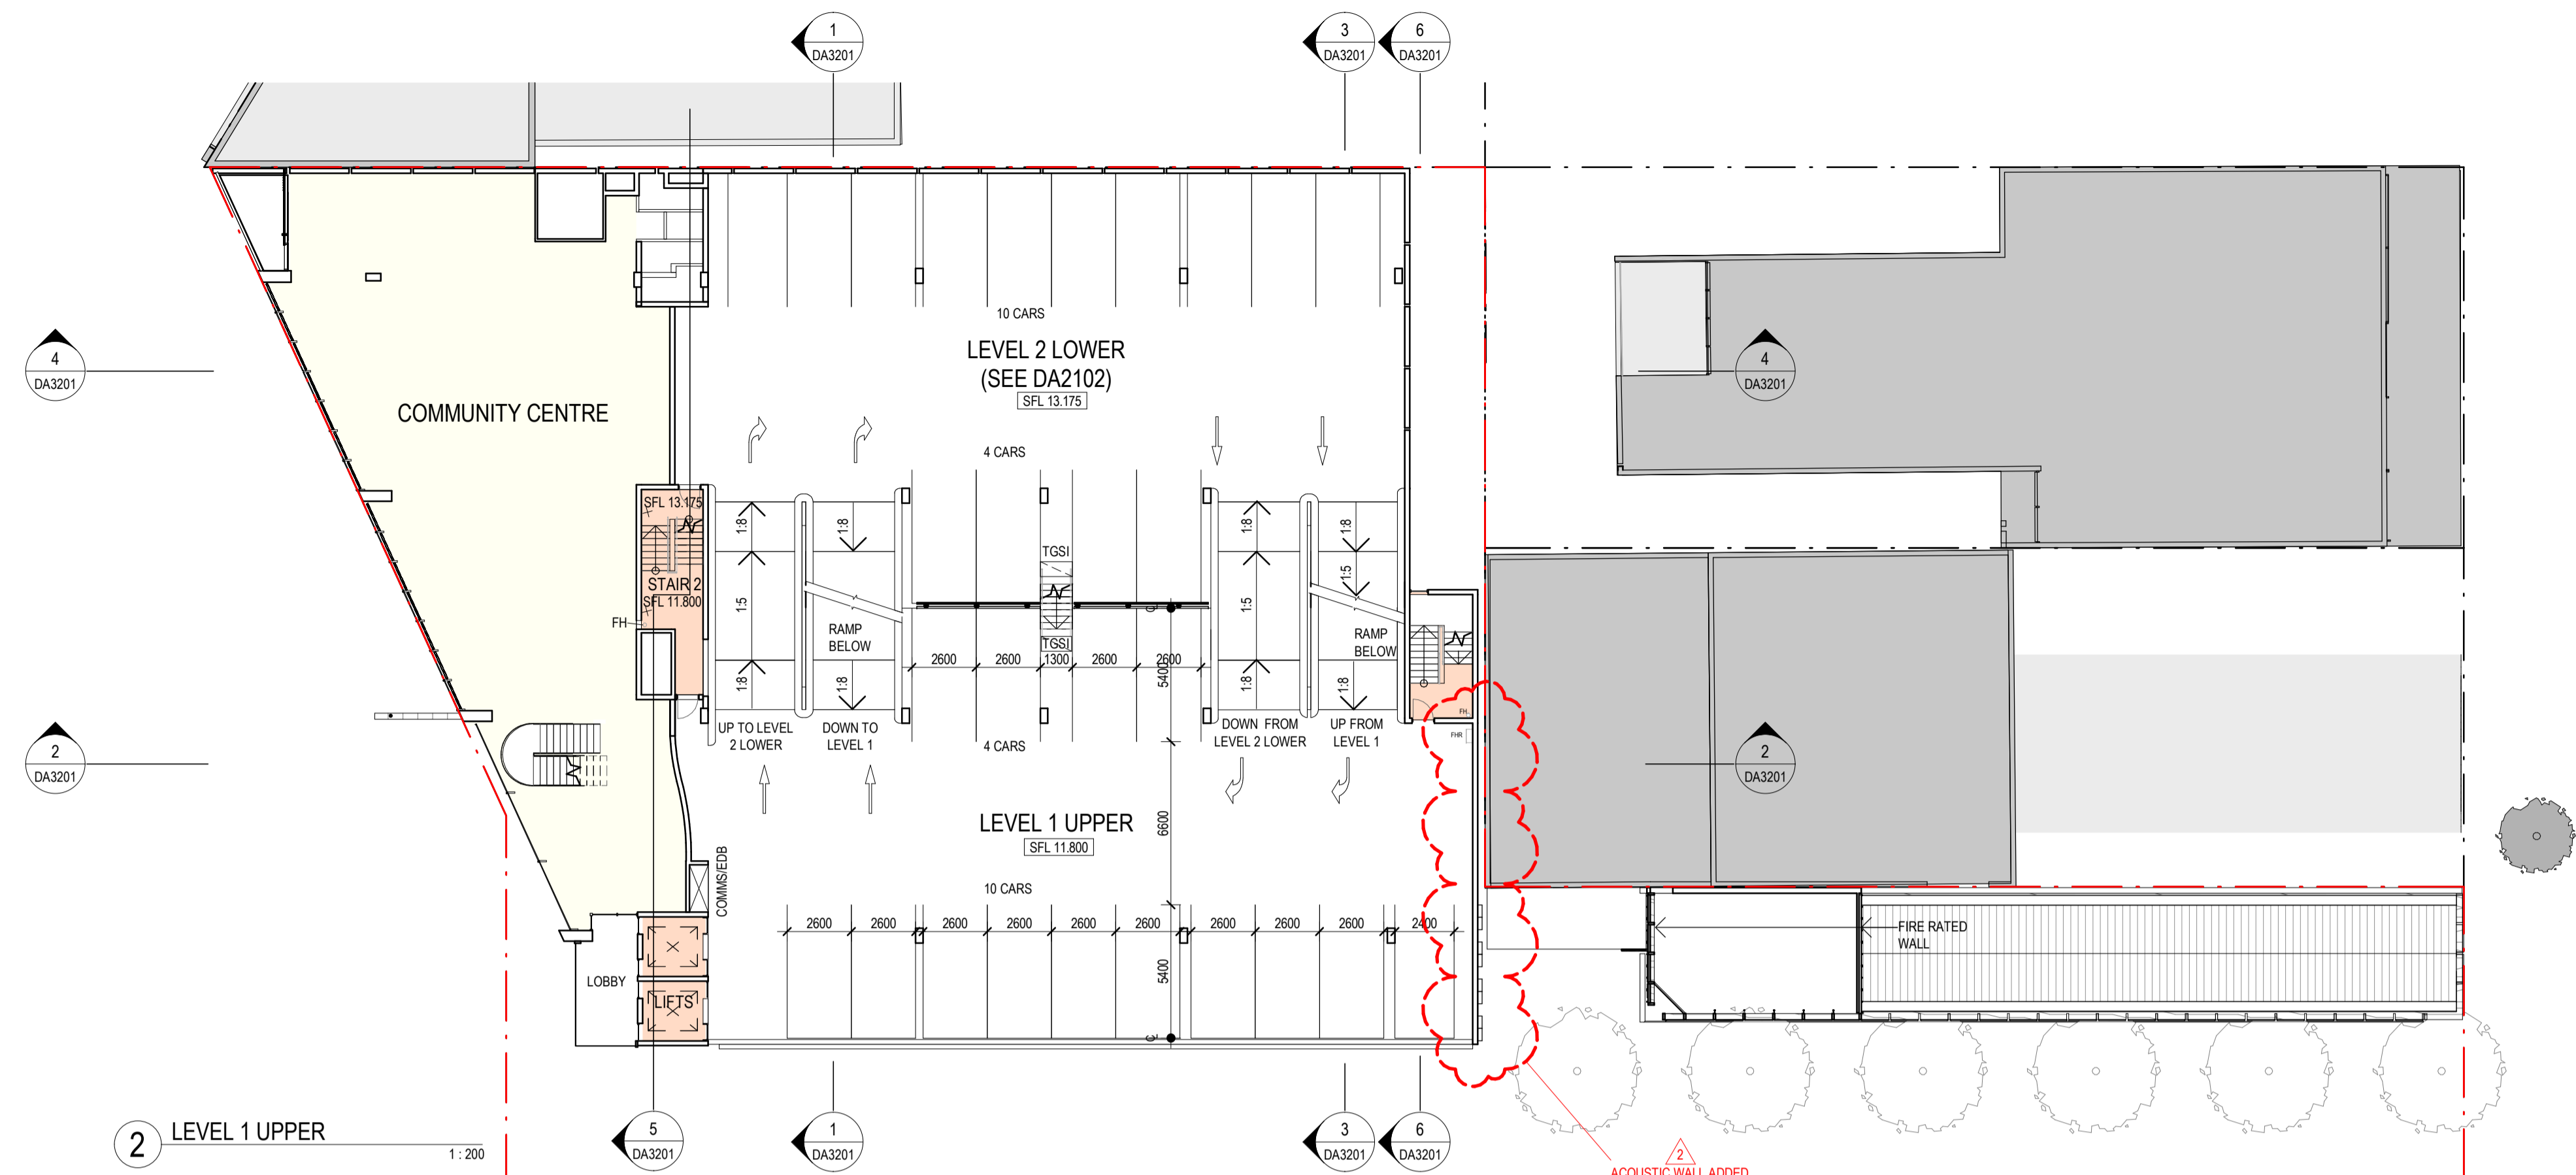 1
DA3201
3
DA3201
6
DA3201
10 CARS
LEVEL 2 LOWER
(SEE DA2102)
SFL 13.175
4
DA3201
4
DA3201
COMMUNITY CENTRE
4 CARS
SFL 13.175
1:8
1:8
1:8
1:8
TGSI
STAIR 2
SFL 11.800
1:5
1:5
1:5
FH
RAMP
BELOW
RAMP
BELOW
TGSI
2600
2600
1300
2600
2600
5400
1:8
1:8
1:8
1:8
FH
UP TO LEVEL
2 LOWER
DOWN TO
LEVEL 1
4 CARS
DOWN FROM
LEVEL 2 LOWER
UP FROM
LEVEL 1
FHR
2
DA3201
2
DA3201
LEVEL 1 UPPER
SFL 11.800
6600
COMMS/EDB
10 CARS
2600
2600
2600
2600
2600
2600
2600
2600
2600
2400
FIRE RATED
WALL
5400
LOBBY
LIFTS
2
LEVEL 1 UPPER
1 : 200
5
DA3201
1
DA3201
3
DA3201
6
DA3201
2
ACOUSTIC WALL ADDED